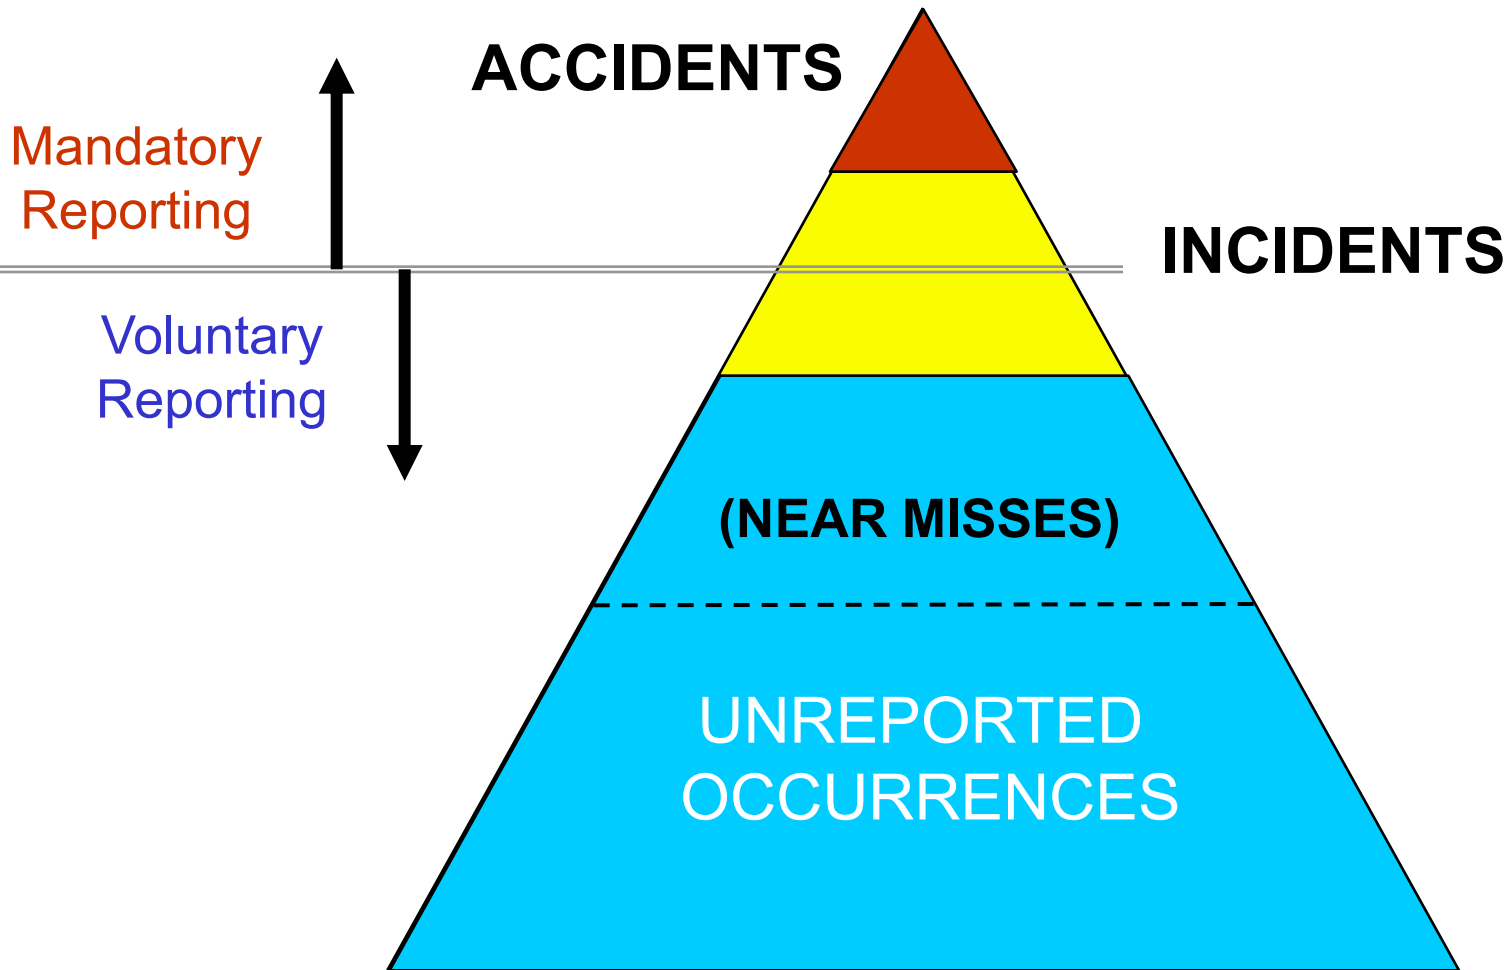 ACCIDENTS
Mandatory
Reporting
INCIDENTS
Voluntary
Reporting
(NEAR MISSES)
UNREPORTED
OCCURRENCES